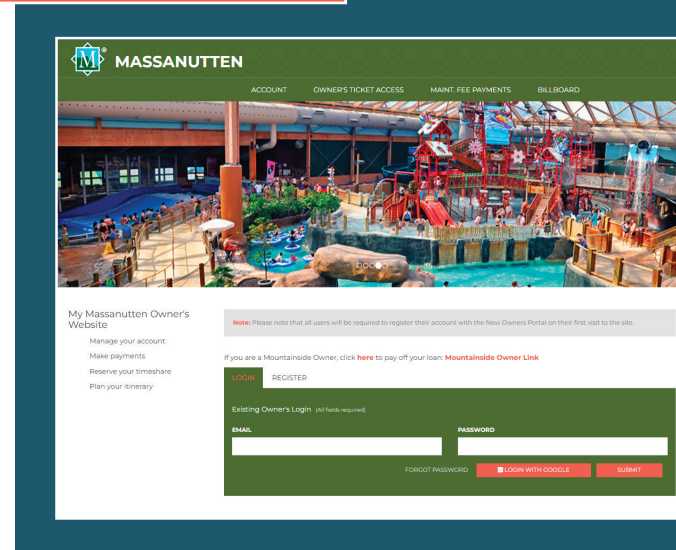 M®
MASSANUTTEN
ACCOUNT OWNER'S TICKET ACCESS MAINT. FEE PAYMENTS BILLBOARD
My Massanutten Owner's
Website
Manage your account
Make payments
Reserve your timeshare
Plan your itinerary
Note: Please note that all users will be required to register their account with the New Owners Portal on their first visit to the site.
If you are a Mountainside Owner, click here to pay off your loan: Mountainside Owner Link
LOGIN REGISTER
Existing Owner's Login (All fields required)
EMAIL PASSWORD
FORGOT PASSWORD LOGIN WITH GOOGLE SUBMIT